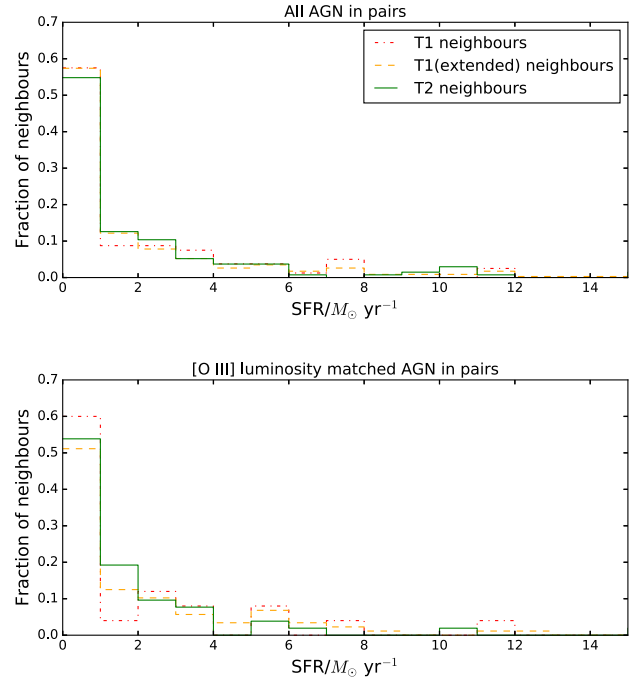 All AGN in pairs
0.7
0.6
0.5
0.4
0.3
0.2
0.1
0.0
Fraction of neighbours
T1 neighbours
T1(extended) neighbours
T2 neighbours
0 2 4 6 8 10 12 14
SFR/M⊙ yr⁻¹
[O III] luminosity matched AGN in pairs
0.7
0.6
0.5
0.4
0.3
0.2
0.1
0.0
Fraction of neighbours
0 2 4 6 8 10 12 14
SFR/M⊙ yr⁻¹